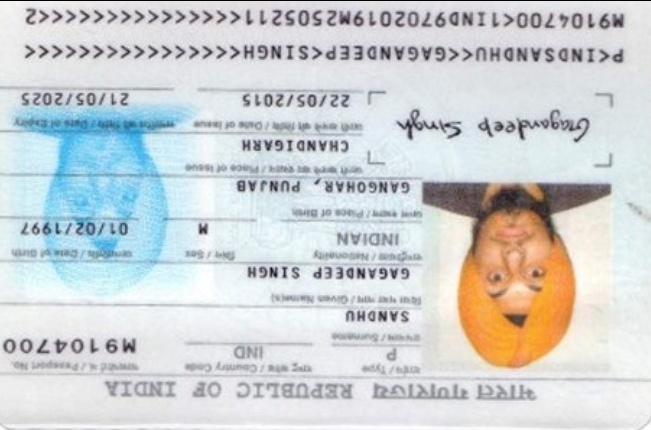 भारत गणराज्य REPUBLIC OF INDIA
/ Type / Country Code / Passport No.
P IND M9104700
/ Surname
SANDHU
दिया गया नाम / Given Name(s)
GAGANDEEP SINGH
राष्ट्रीयता / Nationality लिंग / Sex जन्मतिथि / Date of Birth
INDIAN M 01/02/1997
जन्म स्थान / Place of Birth
GANGOHAR, PUNJAB
जारी करने का स्थान / Place of Issue
CHANDIGARH
जारी करने की तिथि / Date of Issue समाप्ति की तिथि / Date of Expiry
22/05/2015 21/05/2025
Gagandeep Singh
P<INDSANDHU<<GAGANDEEP<SINGH<<<<<<<<<<<<<<<<
M9104700<1IND9702019M2505211<<<<<<<<<<<<<<<2